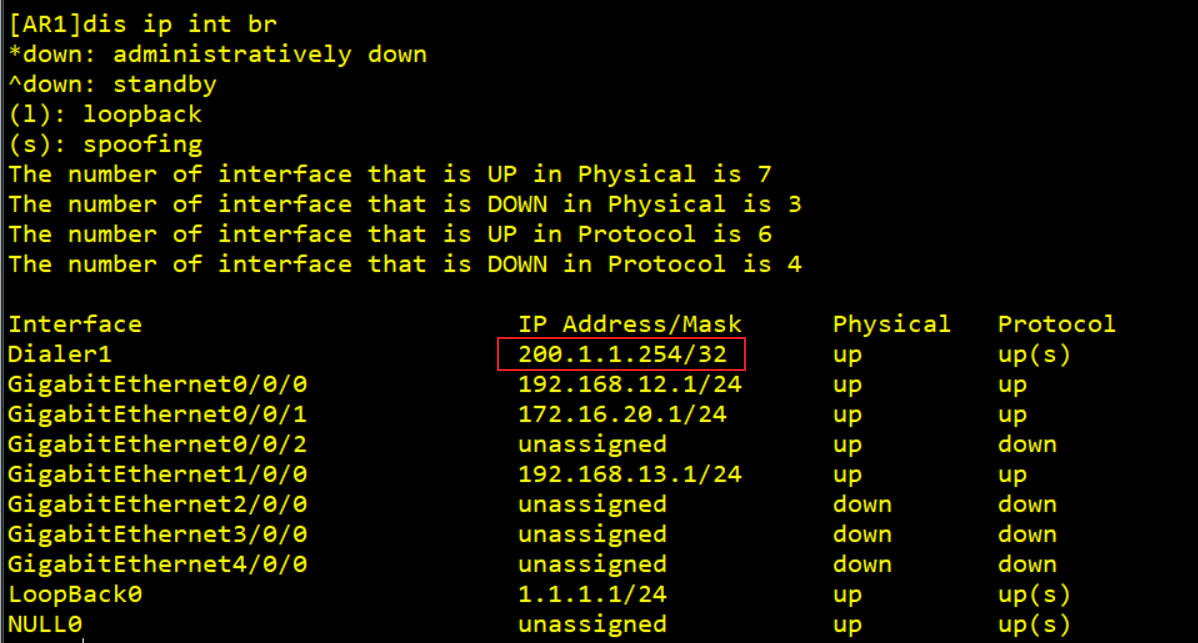 [AR1]dis ip int br
*down: administratively down
^down: standby
(l): loopback
(s): spoofing
The number of interface that is UP in Physical is 7
The number of interface that is DOWN in Physical is 3
The number of interface that is UP in Protocol is 6
The number of interface that is DOWN in Protocol is 4
Interface IP Address/Mask Physical Protocol
Dialer1 200.1.1.254/32 up up(s)
GigabitEthernet0/0/0 192.168.12.1/24 up up
GigabitEthernet0/0/1 172.16.20.1/24 up up
GigabitEthernet0/0/2 unassigned up down
GigabitEthernet1/0/0 192.168.13.1/24 up up
GigabitEthernet2/0/0 unassigned down down
GigabitEthernet3/0/0 unassigned down down
GigabitEthernet4/0/0 unassigned down down
LoopBack0 1.1.1.1/24 up up(s)
NULL0 unassigned up up(s)